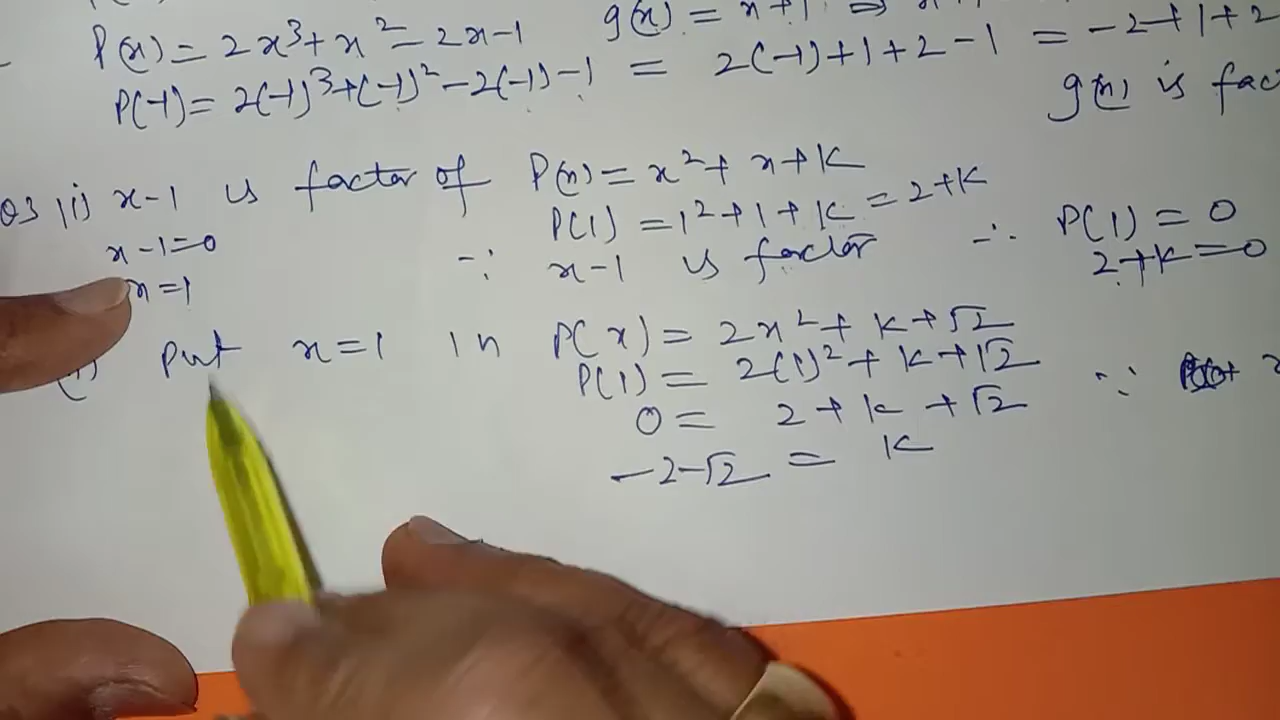 P(x) = 2x³ + x² - 2x - 1 g(x) = x + 1 ⇒
P(-1) = 2(-1)³ + (-1)² - 2(-1) - 1 = 2(-1) + 1 + 2 - 1 = -2 + 1 + 2
g(x) is fac
Q3 (i) x-1 is factor of P(x) = x² + x + K
P(1) = 1² + 1 + K = 2 + K
x - 1 = 0
∵ x-1 is factor ∴ P(1) = 0
x = 1
2 + K = 0
put x = 1 in P(x) = 2x² + K + √2
P(1) = 2(1)² + K + √2 ∵
0 = 2 + K + √2
-2 - √2 = K